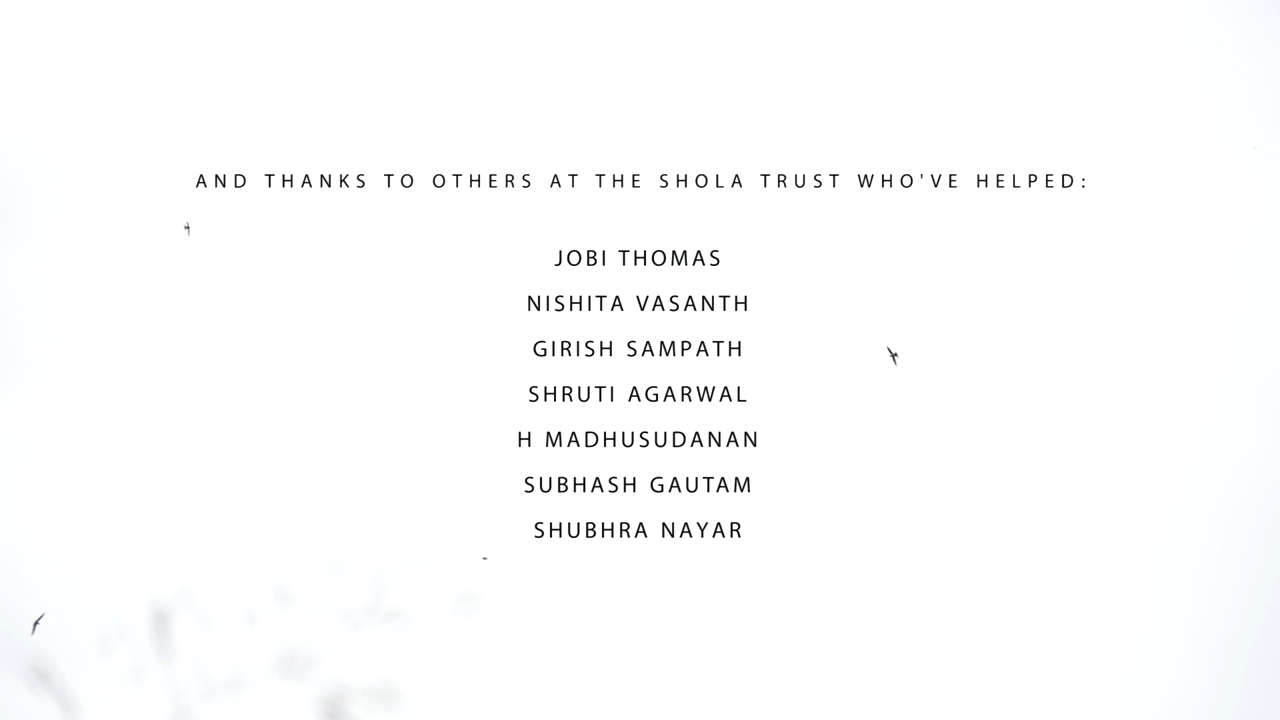 AND THANKS TO OTHERS AT THE SHOLA TRUST WHO'VE HELPED:
JOBI THOMAS
NISHITA VASANTH
GIRISH SAMPATH
SHRUTI AGARWAL
H MADHUSUDANAN
SUBHASH GAUTAM
SHUBHRA NAYAR